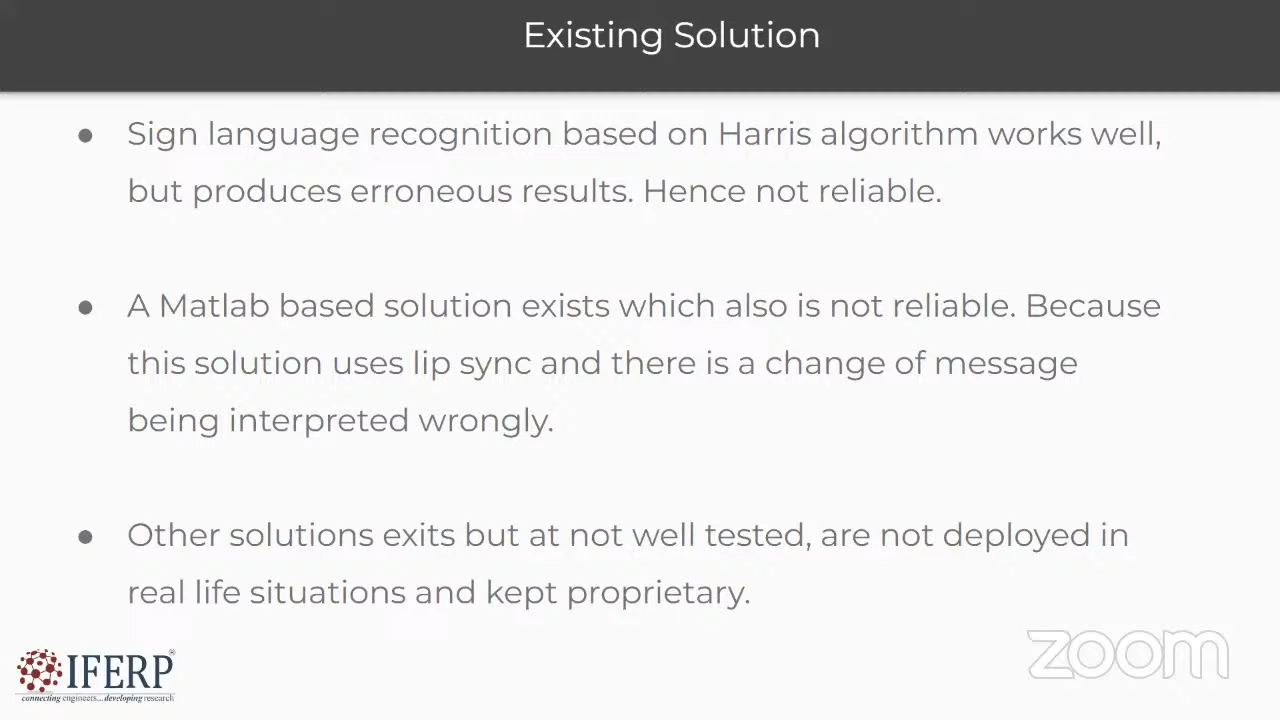 Existing Solution
● Sign language recognition based on Harris algorithm works well,
but produces erroneous results. Hence not reliable.
● A Matlab based solution exists which also is not reliable. Because
this solution uses lip sync and there is a change of message
being interpreted wrongly.
● Other solutions exits but at not well tested, are not deployed in
real life situations and kept proprietary.
IFERP®
connecting engineers...developing research
zoom